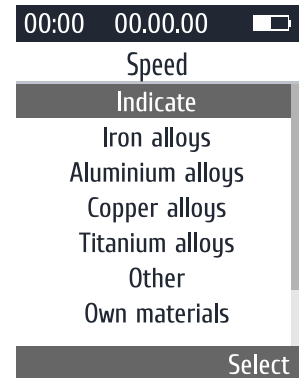 00:00 00.00.00
Speed
Indicate
Iron alloys
Aluminium alloys
Copper alloys
Titanium alloys
Other
Own materials
Select